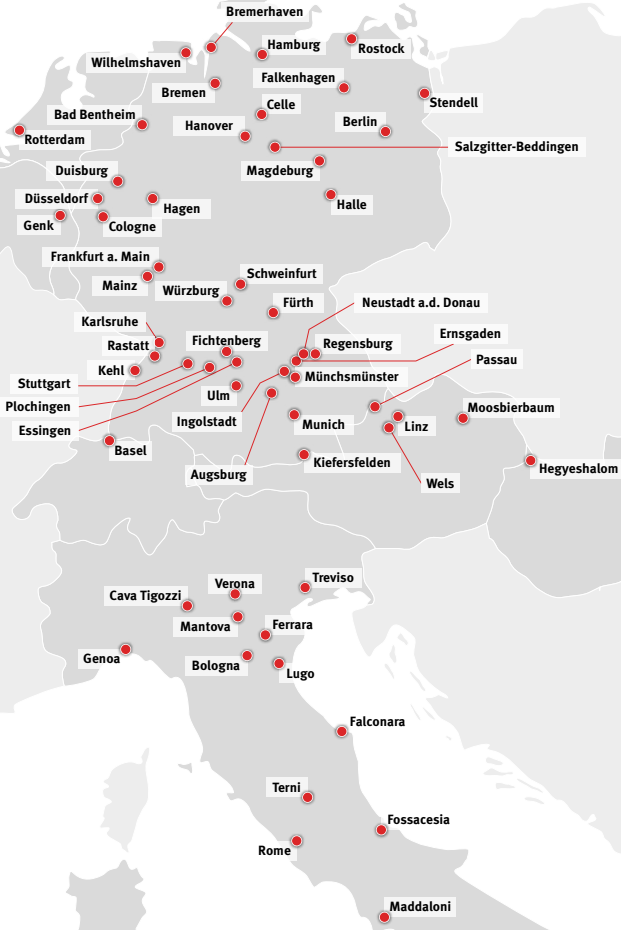 Bremerhaven
Hamburg
Rostock
Wilhelmshaven
Falkenhagen
Bremen
Stendell
Celle
Bad Bentheim
Berlin
Hanover
Rotterdam
Salzgitter-Beddingen
Magdeburg
Duisburg
Düsseldorf
Hagen
Halle
Genk
Cologne
Frankfurt a. Main
Schweinfurt
Mainz
Würzburg
Fürth
Neustadt a.d. Donau
Karlsruhe
Ernsgaden
Fichtenberg
Regensburg
Rastatt
Passau
Kehl
Münchsmünster
Stuttgart
Ulm
Plochingen
Moosbierbaum
Ingolstadt
Munich
Linz
Essingen
Basel
Kiefersfelden
Hegyeshalom
Augsburg
Wels
Treviso
Verona
Cava Tigozzi
Mantova
Ferrara
Genoa
Bologna
Lugo
Falconara
Terni
Fossacesia
Rome
Maddaloni